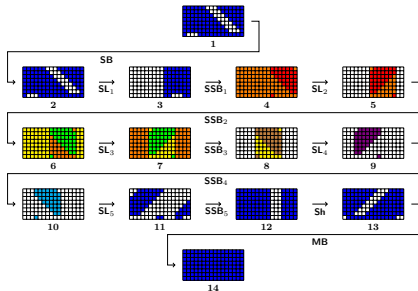 1
SB
2 SL₁ 3 SSB₁ 4 SL₂ 5
SSB₂
6 SL₃ 7 SSB₃ 8 SL₄ 9
SSB₄
10 SL₅ 11 SSB₅ 12 Sh 13
MB
14